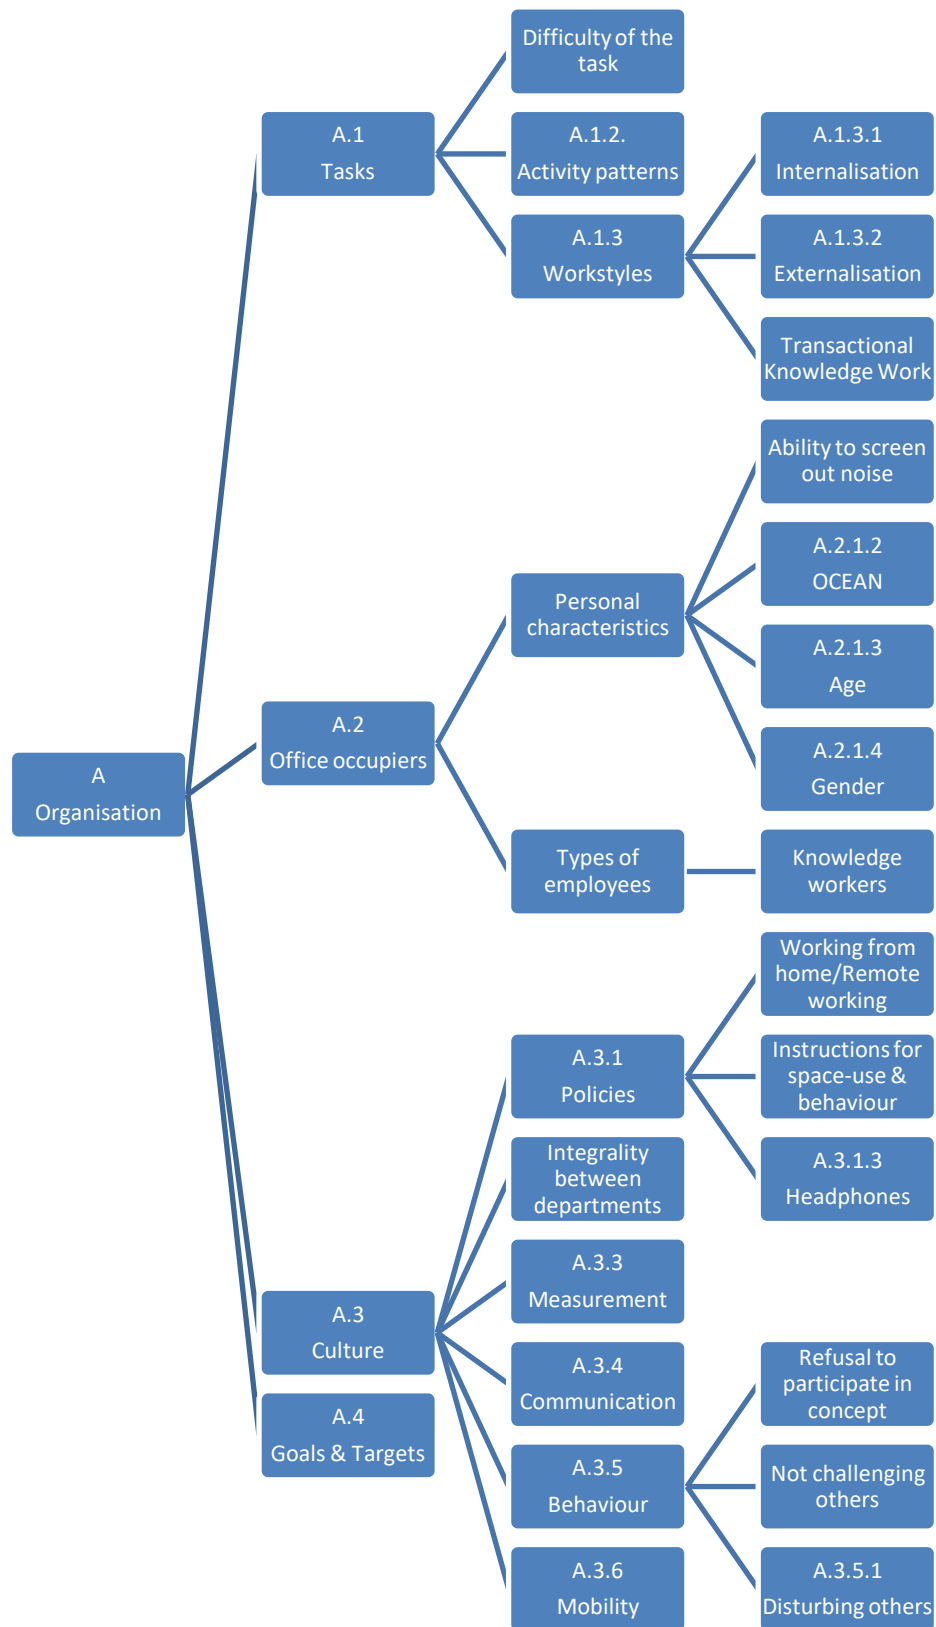 Difficulty of the
task
A.1
Tasks
A.1.2.
Activity patterns
A.1.3.1
Internalisation
A.1.3
Workstyles
A.1.3.2
Externalisation
Transactional
Knowledge Work
Ability to screen
out noise
A.2.1.2
OCEAN
Personal
characteristics
A.2.1.3
Age
A.2
Office occupiers
A.2.1.4
Gender
A
Organisation
Types of
employees
Knowledge
workers
Working from
home/Remote
working
A.3.1
Policies
Instructions for
space-use &
behaviour
Integrality
between
departments
A.3.1.3
Headphones
A.3.3
Measurement
A.3
Culture
A.3.4
Communication
Refusal to
participate in
concept
A.4
Goals & Targets
A.3.5
Behaviour
Not challenging
others
A.3.6
Mobility
A.3.5.1
Disturbing others